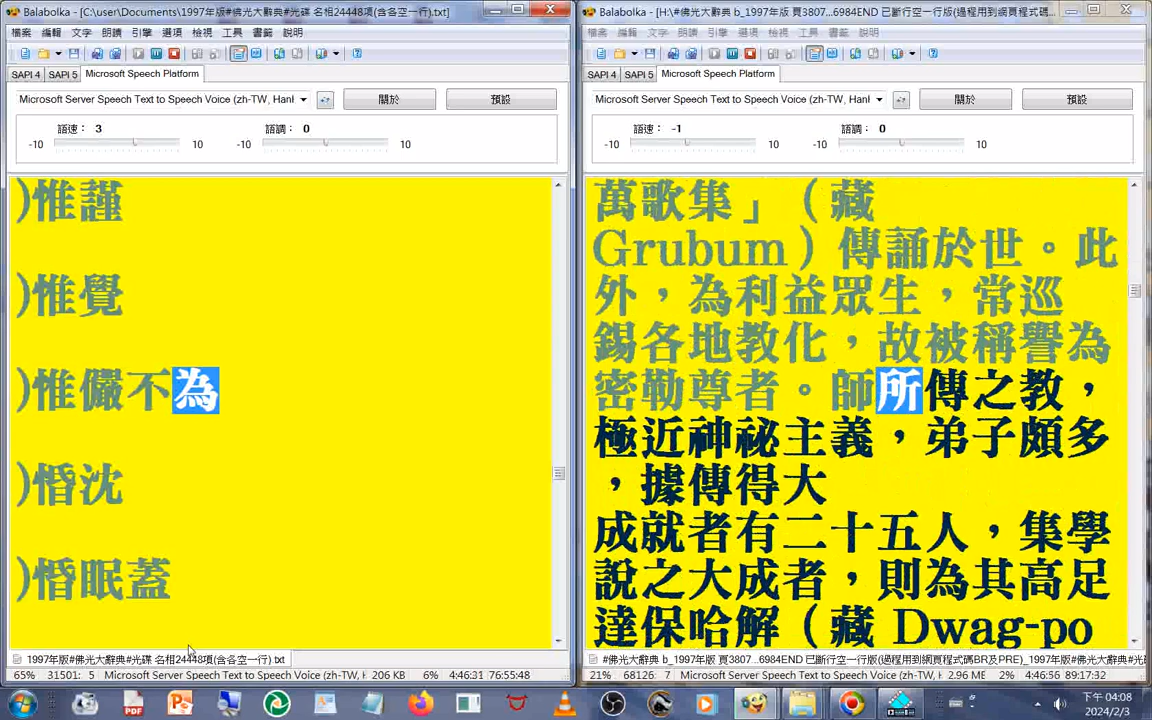 Balabolka - [C:\user\Documents\1997年版#佛光大辭典#光碟 名相24448項(含各空一行).txt]
檔案 編輯 文字 朗讀 引擎 選項 檢視 工具 書籤 說明
SAPI 4 SAPI 5 Microsoft Speech Platform
Microsoft Server Speech Text to Speech Voice (zh-TW, Hanl
關於 預設
語速： 3 語調： 0
-10 10 -10 10
)惟謹
)惟覺
)惟儼不為
)惛沈
)惛眠蓋
1997年版#佛光大辭典#光碟 名相24448項(含各空一行).txt
65% 31501: 5 Microsoft Server Speech Text to Speech Voice (zh-TW, H 206 KB 6% 4:46:31 76:55:48
Balabolka - [H:\#佛光大辭典 b_1997年版 頁3807...6984END 已斷行空一行版(過程用到網頁程式碼...
檔案 編輯 文字 朗讀 引擎 選項 檢視 工具 書籤 說明
SAPI 4 SAPI 5 Microsoft Speech Platform
Microsoft Server Speech Text to Speech Voice (zh-TW, Hanl
關於 預設
語速： -1 語調： 0
-10 10 -10 10
萬歌集」（藏
Grubum）傳誦於世。此
外，為利益眾生，常巡
錫各地教化，故被稱譽為
密勒尊者。師所傳之教，
極近神祕主義，弟子頗多
，據傳得大
成就者有二十五人，集學
說之大成者，則為其高足
達保哈解（藏 Dwag-po
#佛光大辭典 b_1997年版 頁3807...6984END 已斷行空一行版(過程用到網頁程式碼BR及PRE)_1997年版#佛光
21% 68126: 7 Microsoft Server Speech Text to Speech Voice (zh-TW, H 2.96 MB 2% 4:46:56 89:17:32
下午 04:08
2024/2/3